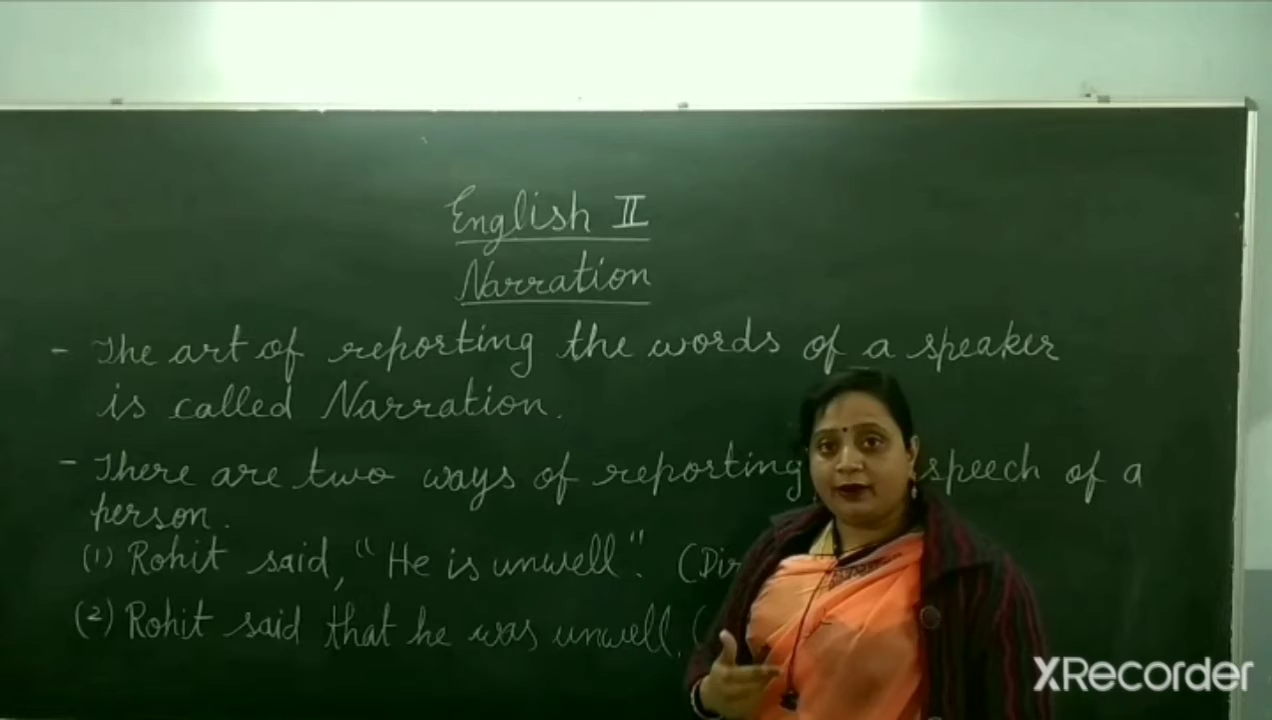 English II
Narration
- The art of reporting the words of a speaker
is called Narration.
- There are two ways of reporting speech of a
person.
(1) Rohit said, "He is unwell". (Dir
(2) Rohit said that he was unwell. (
XRecorder